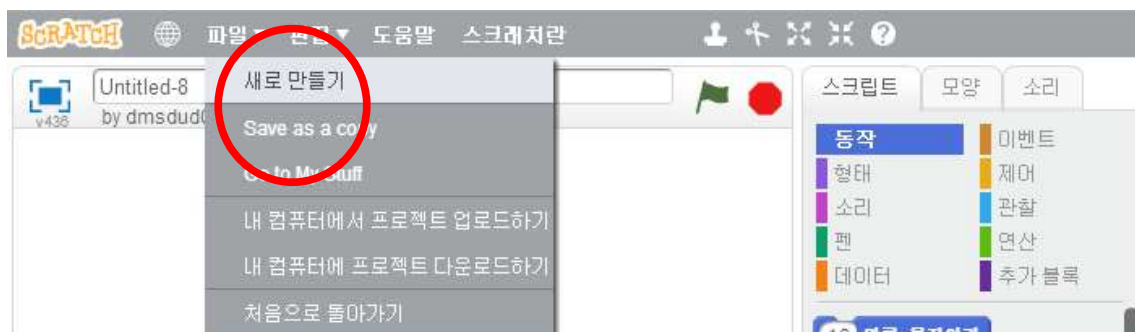 SCRATCH 파일▼ 편집▼ 도움말 스크래치란
Untitled-8
v436
by dmsdud
새로 만들기
Save as a copy
Go to My Stuff
내 컴퓨터에서 프로젝트 업로드하기
내 컴퓨터에 프로젝트 다운로드하기
처음으로 돌아가기
스크립트 모양 소리
동작 이벤트
형태 제어
소리 관찰
펜 연산
데이터 추가 블록
10